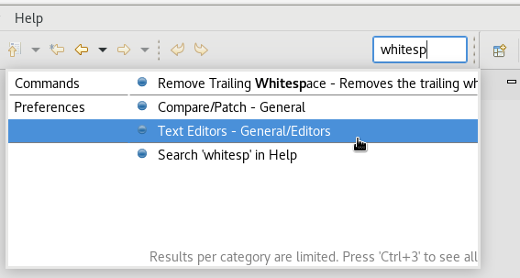 Help
whitesp
Commands Remove Trailing Whitespace - Removes the trailing wh
Preferences Compare/Patch - General
Text Editors - General/Editors
Search 'whitesp' in Help
Results per category are limited. Press 'Ctrl+3' to see all